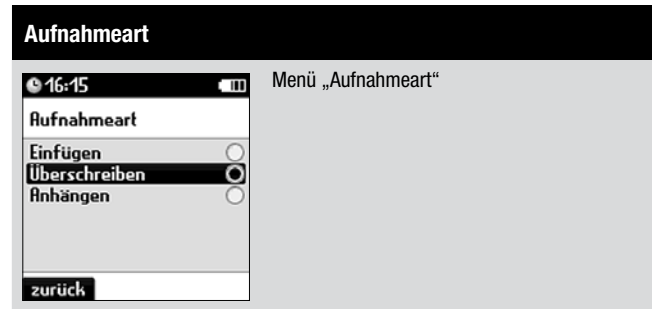 Aufnahmeart
16:15
Aufnahmeart
Einfügen
Überschreiben
Anhängen
zurück
Menü „Aufnahmeart“